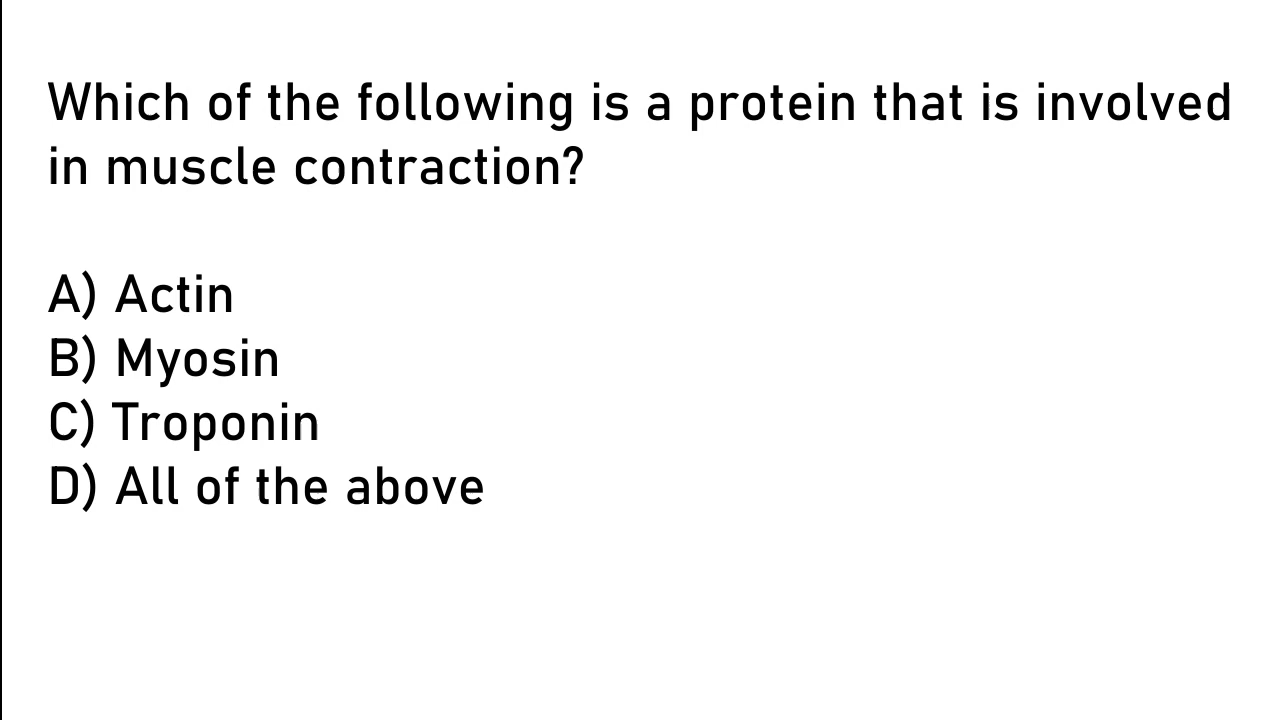 Which of the following is a protein that is involved
in muscle contraction?
A) Actin
B) Myosin
C) Troponin
D) All of the above